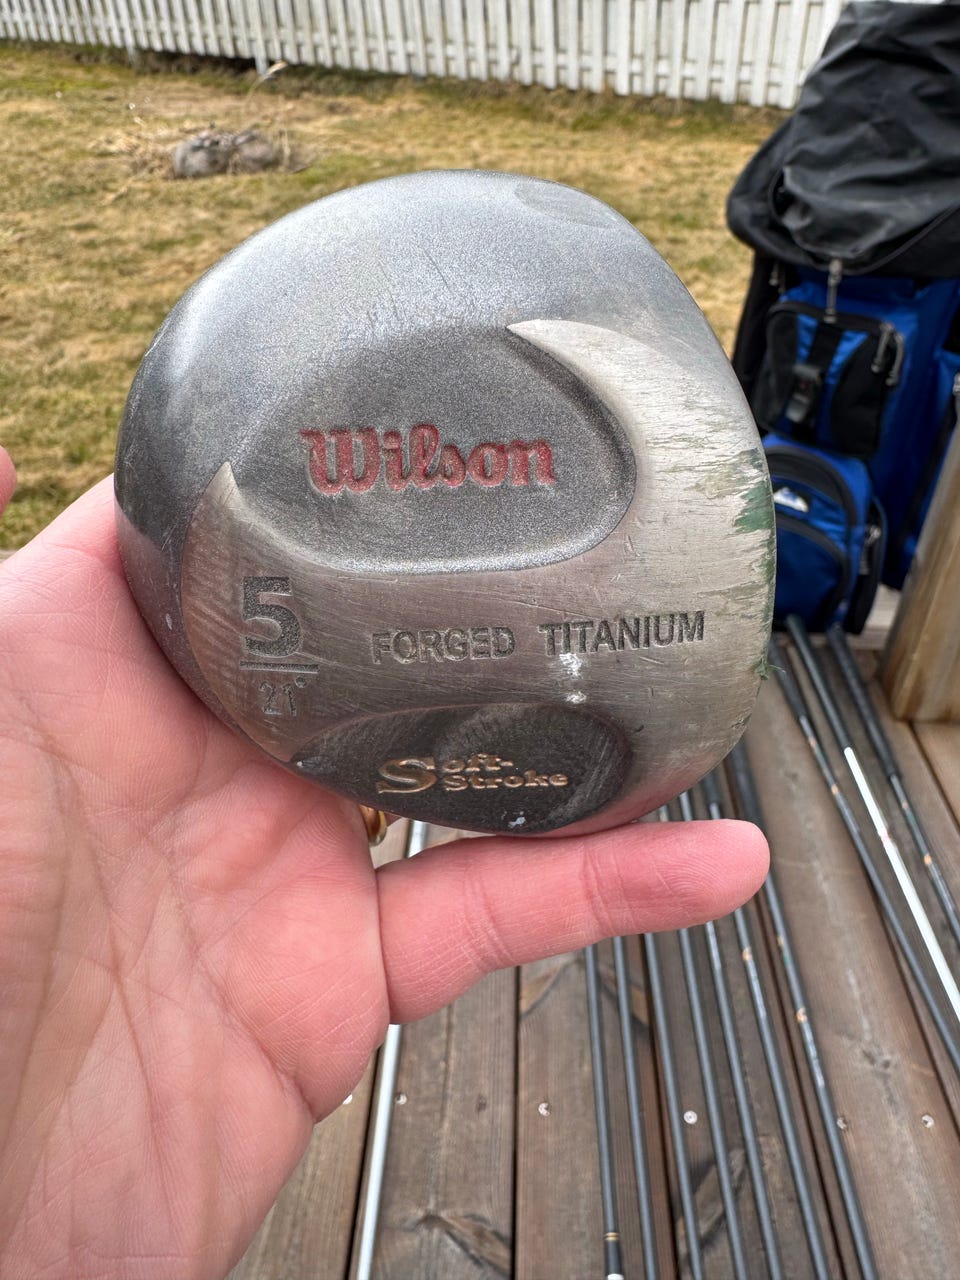 Wilson
5
21°
FORGED TITANIUM
Soft-
Stroke